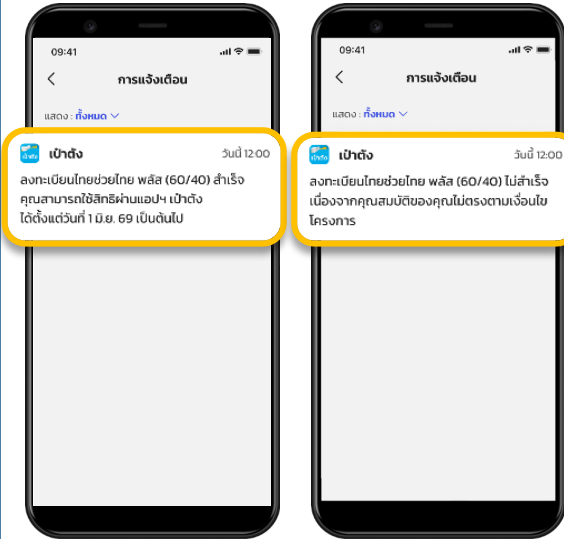 09:41
การแจ้งเตือน
แสดง : ทั้งหมด
เป๋าตัง
วันนี้ 12:00
ลงทะเบียนไทยช่วยไทย พลัส (60/40) สำเร็จ
คุณสามารถใช้สิทธิผ่านแอปฯ เป๋าตัง
ได้ตั้งแต่วันที่ 1 มิ.ย. 69 เป็นต้นไป
09:41
การแจ้งเตือน
แสดง : ทั้งหมด
เป๋าตัง
วันนี้ 12:00
ลงทะเบียนไทยช่วยไทย พลัส (60/40) ไม่สำเร็จ
เนื่องจากคุณสมบัติของคุณไม่ตรงตามเงื่อนไข
โครงการ